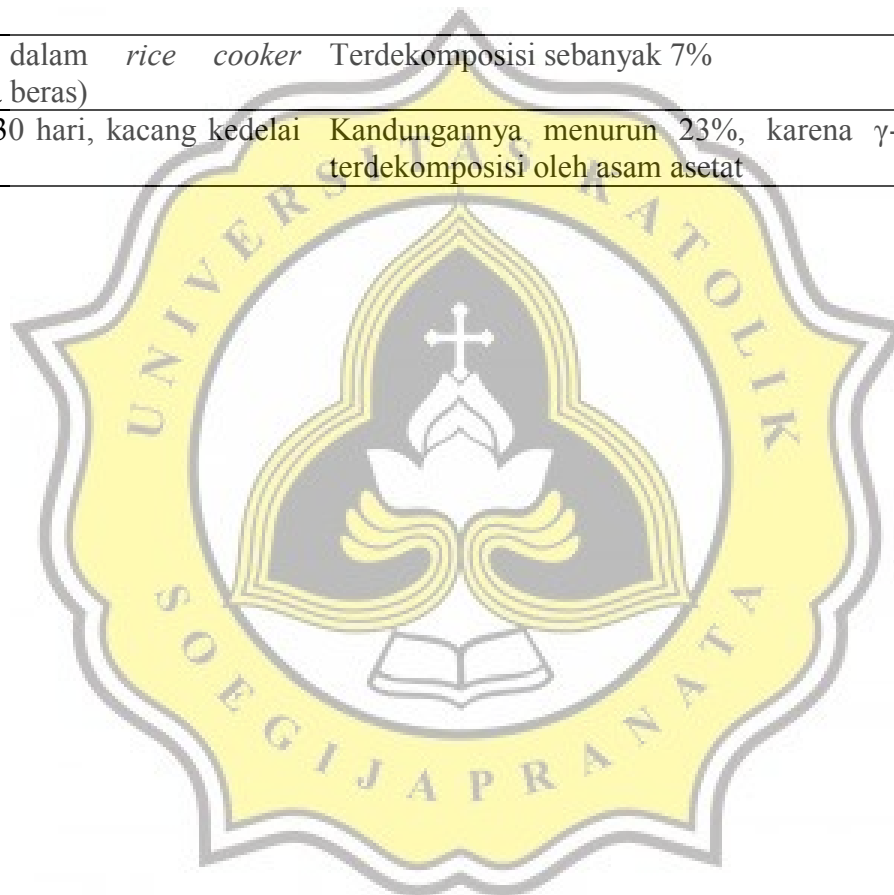 dalam rice cooker Terdekomposisi sebanyak 7%
beras)
30 hari, kacang kedelai Kandungannya menurun 23%, karena γ-
terdekomposisi oleh asam asetat
UNIVERSITAS KATOLIK
SOEGIJAPRANATA